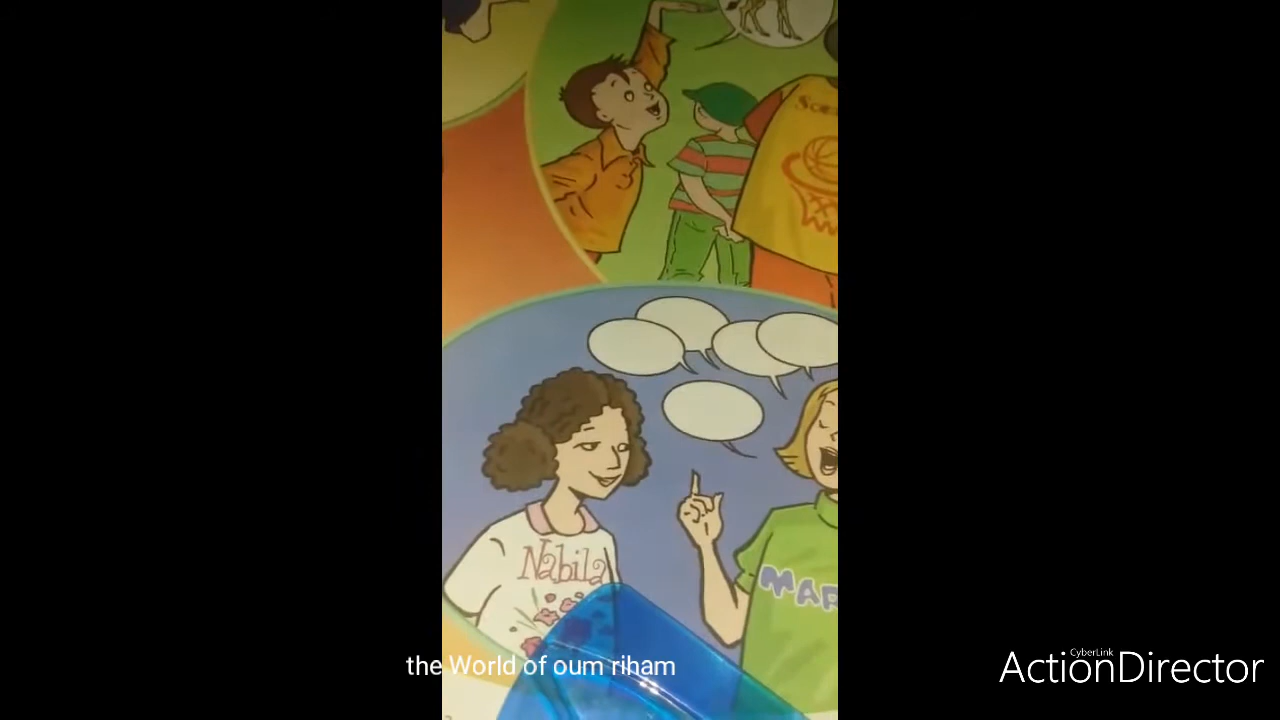 Nabila
the World of oum riham
CyberLink
ActionDirector